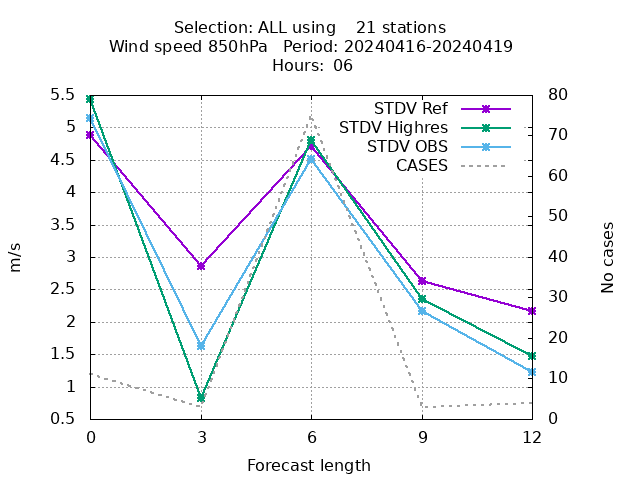 Selection: ALL using    21 stations
Wind speed 850hPa   Period: 20240416-20240419
Hours:  06
STDV Ref
STDV Highres
STDV OBS
CASES
5.5
5
4.5
4
3.5
3
2.5
2
1.5
1
0.5
m/s
80
70
60
50
40
30
20
10
0
No cases
0
3
6
9
12
Forecast length